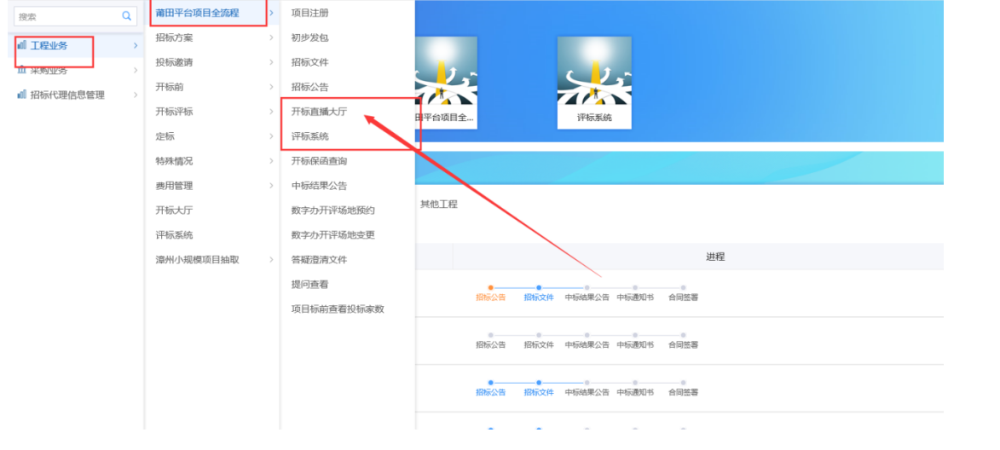 搜索
工程业务
采购业务
招标代理信息管理
莆田平台项目全流程
招标方案
投标邀请
开标前
开标评标
定标
特殊情况
费用管理
开标大厅
评标系统
漳州小规模项目抽取
项目注册
初步发包
招标文件
招标公告
开标直播大厅
评标系统
开标保函查询
中标结果公告
数字办开评场地预约
数字办开评场地变更
答疑澄清文件
提问查看
项目标前查看投标家数
田平台项目全...
评标系统
其他工程
进程
招标公告 招标文件 中标结果公告 中标通知书 合同签署
招标公告 招标文件 中标结果公告 中标通知书 合同签署
招标公告 招标文件 中标结果公告 中标通知书 合同签署